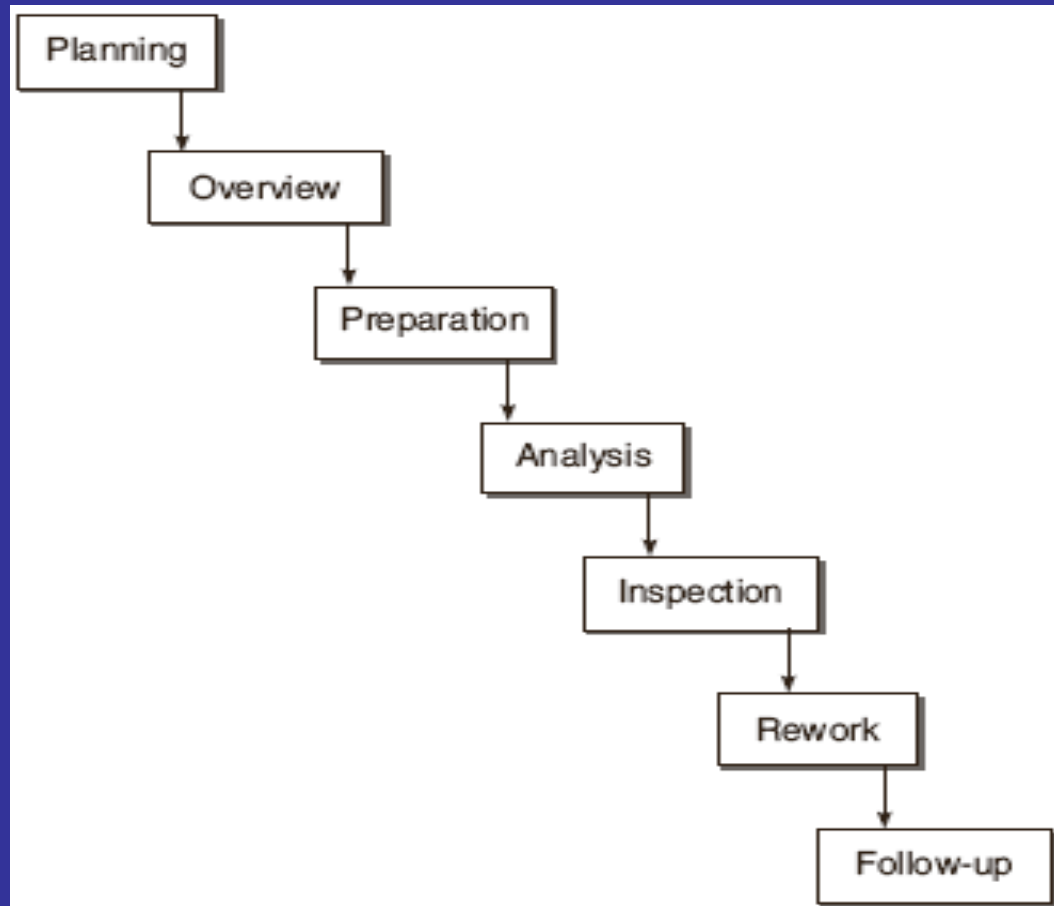 Planning
Overview
Preparation
Analysis
Inspection
Rework
Follow-up